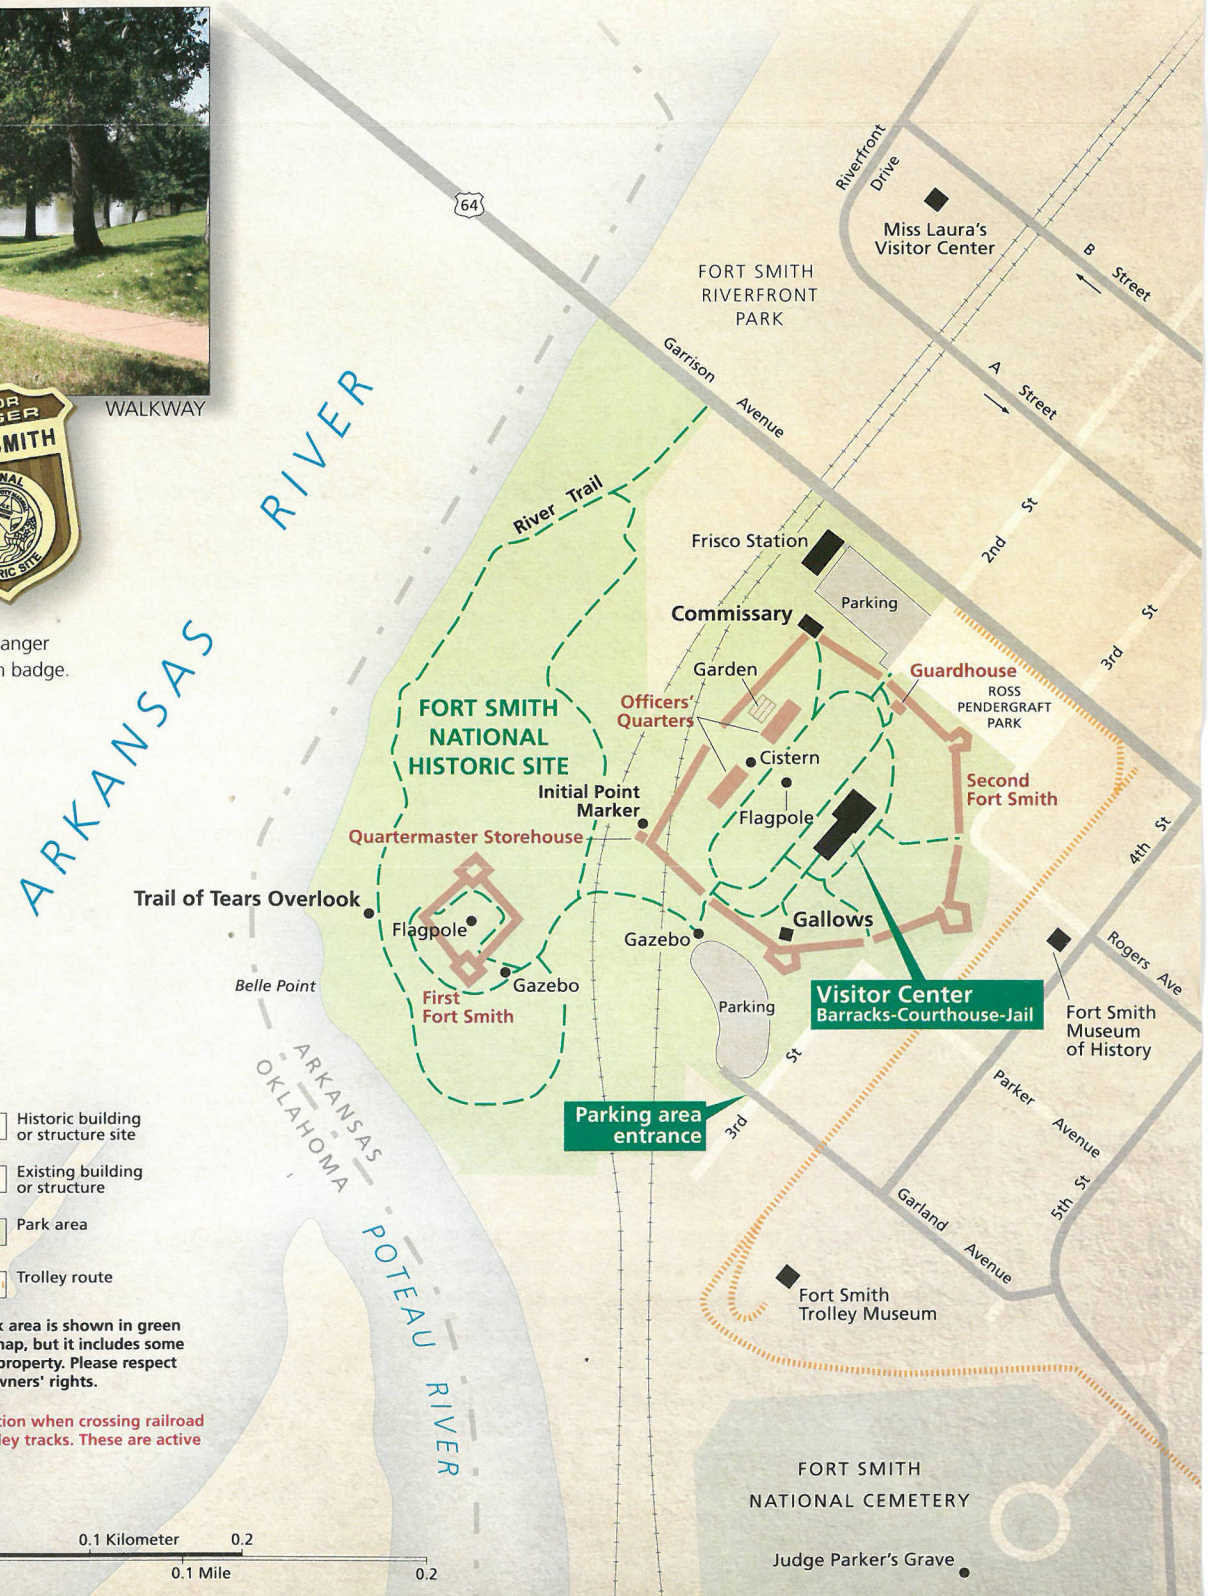 WALKWAY
OR
GER
SMITH
NAL
RIC SITE
anger
n badge.
64
Riverfront
Drive
Miss Laura's
Visitor Center
B Street
A Street
FORT SMITH
RIVERFRONT
PARK
Garrison Avenue
ARKANSAS RIVER
River Trail
2nd St
3rd St
Frisco Station
Parking
Commissary
Garden
Guardhouse
ROSS
PENDERGRAFT
PARK
Officers'
Quarters
FORT SMITH
NATIONAL
HISTORIC SITE
Cistern
Initial Point
Marker
Flagpole
Second
Fort Smith
Quartermaster Storehouse
4th St
Trail of Tears Overlook
Flagpole
Gazebo
Gallows
Belle Point
Gazebo
First
Fort Smith
Parking
Visitor Center
Barracks-Courthouse-Jail
Rogers Ave
Fort Smith
Museum
of History
ARKANSAS
OKLAHOMA
St
3rd
Parking area
entrance
Parker Avenue
5th St
Garland Avenue
Historic building
or structure site
Existing building
or structure
Park area
Trolley route
POTEAU RIVER
Fort Smith
Trolley Museum
k area is shown in green
map, but it includes some
property. Please respect
wners' rights.
tion when crossing railroad
ley tracks. These are active
FORT SMITH
NATIONAL CEMETERY
Judge Parker's Grave
0.1 Kilometer 0.2
0.1 Mile 0.2